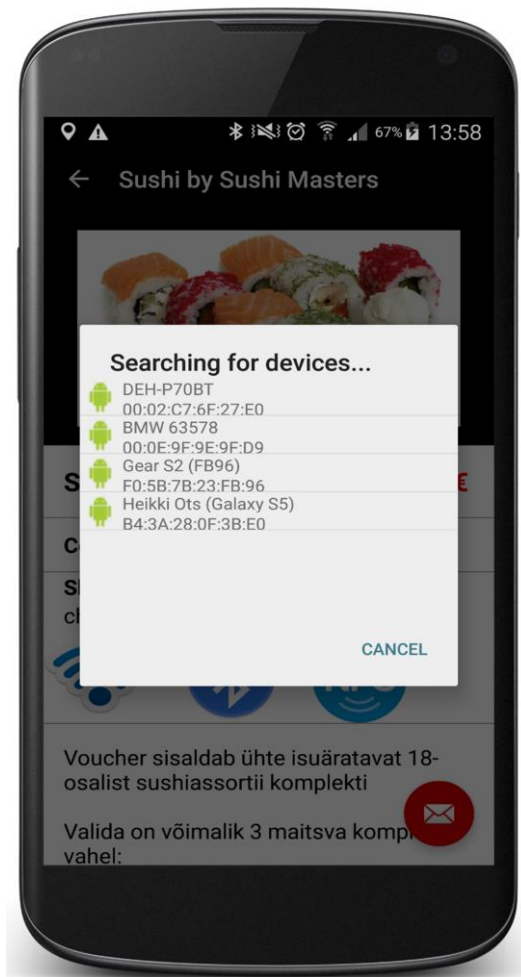 67% 13:58
Sushi by Sushi Masters
Searching for devices...
DEH-P70BT
00:02:C7:6F:27:E0
BMW 63578
00:0E:9F:9E:9F:D9
Gear S2 (FB96)
F0:5B:7B:23:FB:96
Heikki Ots (Galaxy S5)
B4:3A:28:0F:3B:E0
S €
C
S
ch
CANCEL
Voucher sisaldab ühte isuäratavat 18-
osalist sushiassortii komplekti
Valida on võimalik 3 maitsva komp
vahel: